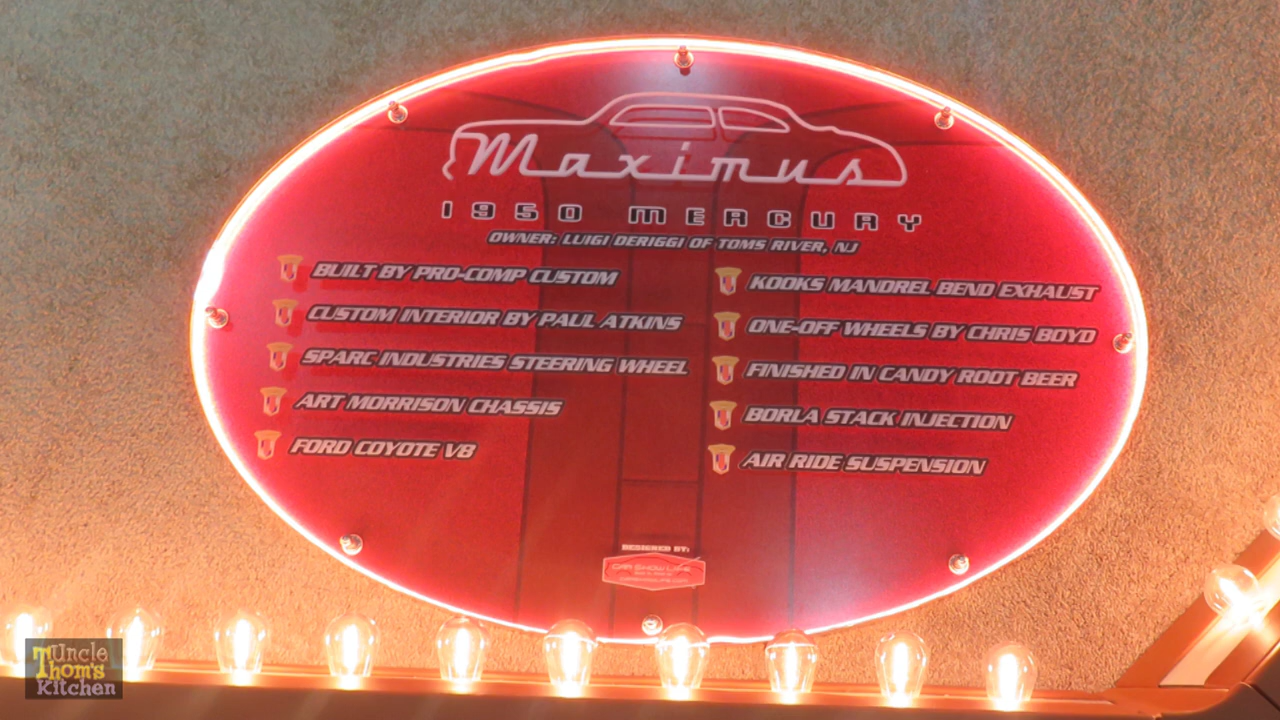 Maximus
1950 MERCURY
OWNER: LUIGI DERIGGI OF TOMS RIVER, NJ
BUILT BY PRO-COMP CUSTOM
CUSTOM INTERIOR BY PAUL ATKINS
SPARC INDUSTRIES STEERING WHEEL
ART MORRISON CHASSIS
FORD COYOTE V8
KOOKS MANDREL BEND EXHAUST
ONE-OFF WHEELS BY CHRIS BOYD
FINISHED IN CANDY ROOT BEER
BORLA STACK INJECTION
AIR RIDE SUSPENSION
DESIGNED BY:
CAR SHOW LIFE
Uncle
Thom's
Kitchen